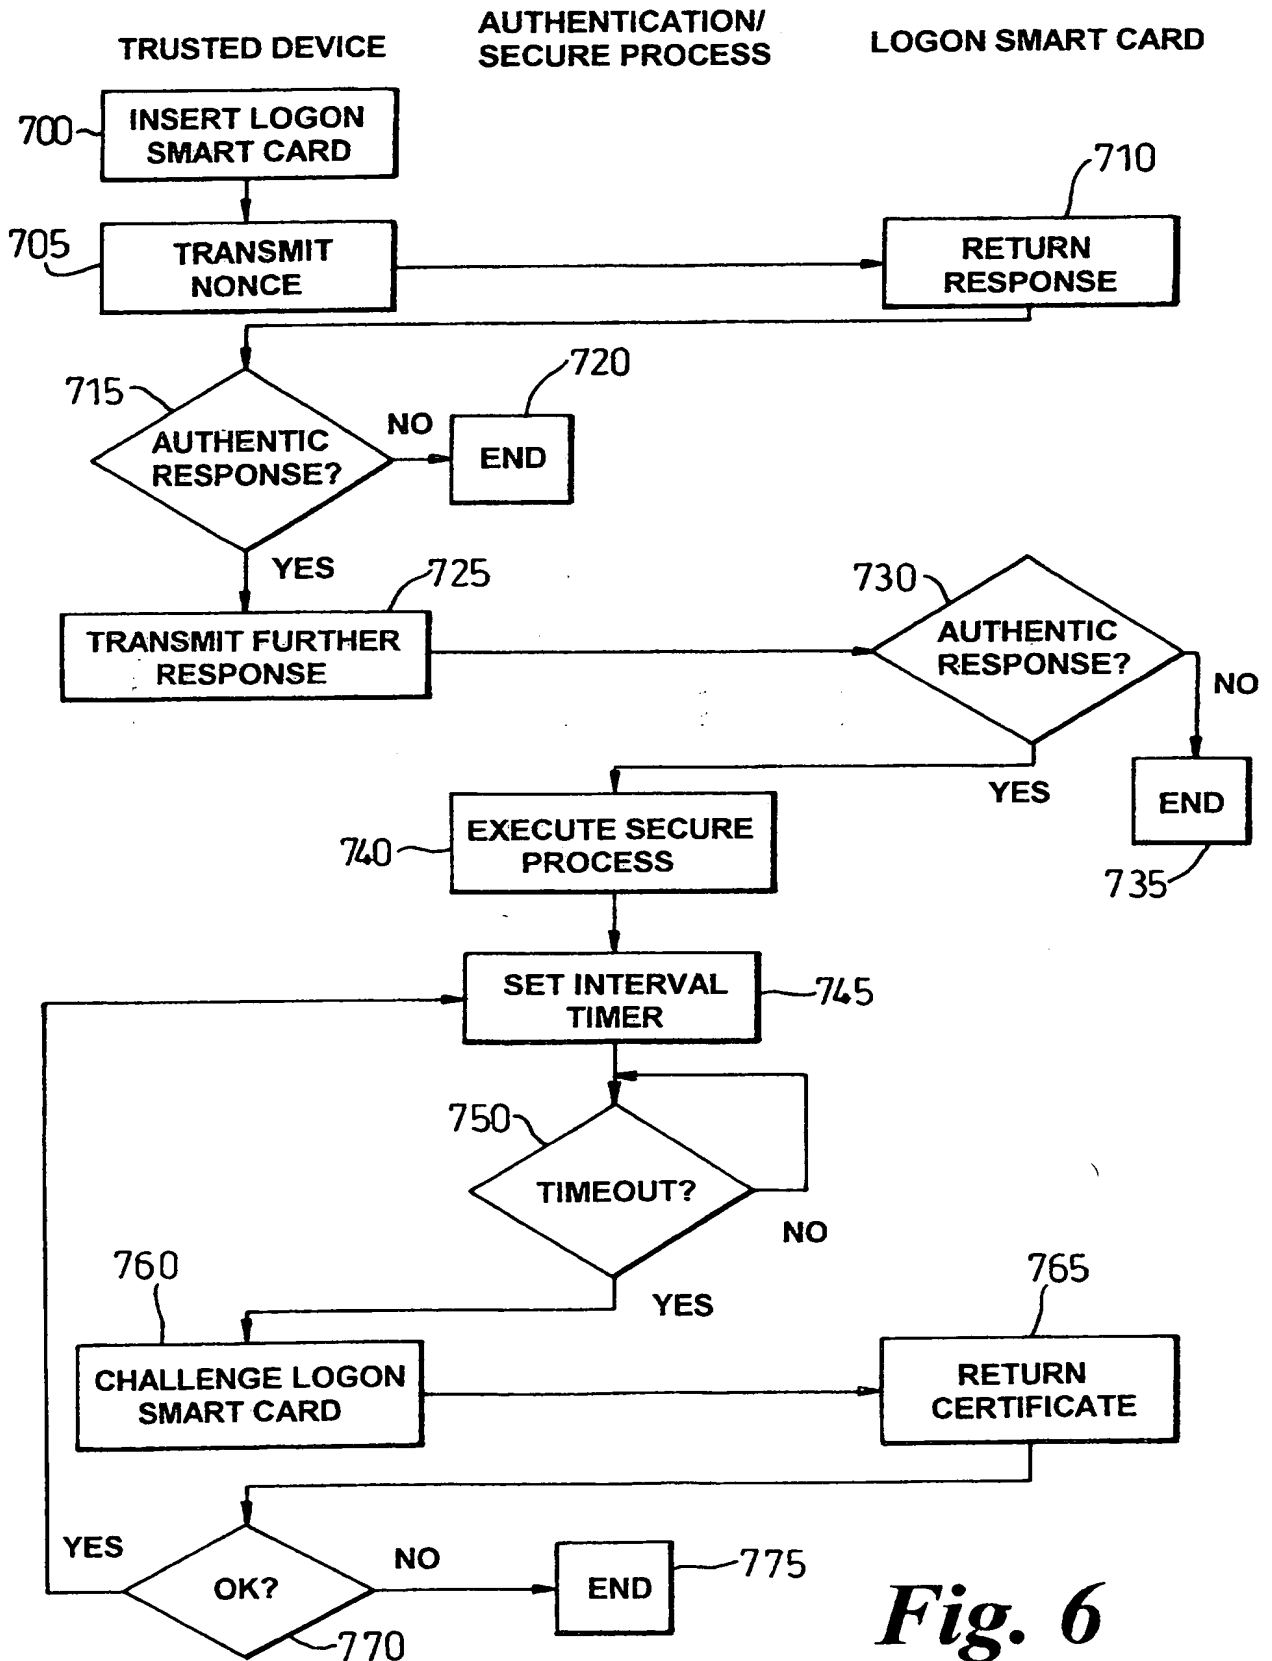 TRUSTED DEVICE
AUTHENTICATION/
SECURE PROCESS
LOGON SMART CARD
700
INSERT LOGON
SMART CARD
710
705
TRANSMIT
NONCE
RETURN
RESPONSE
715
AUTHENTIC
RESPONSE?
NO
720
END
YES
725
TRANSMIT FURTHER
RESPONSE
730
AUTHENTIC
RESPONSE?
NO
YES
END
735
740
EXECUTE SECURE
PROCESS
SET INTERVAL
TIMER
745
750
TIMEOUT?
NO
YES
760
CHALLENGE LOGON
SMART CARD
765
RETURN
CERTIFICATE
YES
OK?
NO
770
END
775
Fig. 6